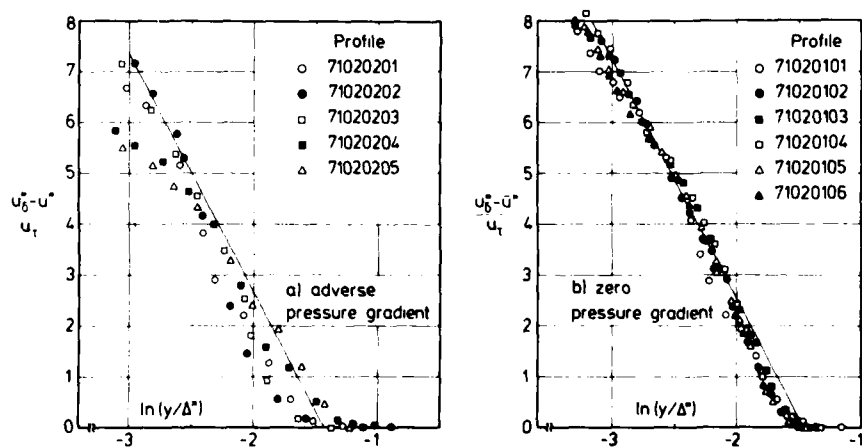 8
7
6
5
4
3
2
1
0
u*δ-u*
uτ
Profile
○ 71020201
● 71020202
□ 71020203
■ 71020204
△ 71020205
a) adverse
pressure gradient
ln (y/Δ*)
-3
-2
-1
8
7
6
5
4
3
2
1
0
u*δ-ū*
uτ
Profile
○ 71020101
● 71020102
■ 71020103
□ 71020104
△ 71020105
▲ 71020106
b) zero
pressure gradient
ln(y/Δ*)
-3
-2
-1